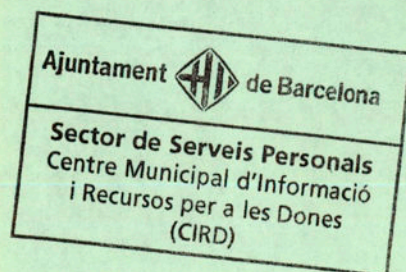 Ajuntament de Barcelona
Sector de Serveis Personals
Centre Municipal d'Informació
i Recursos per a les Dones
(CIRD)